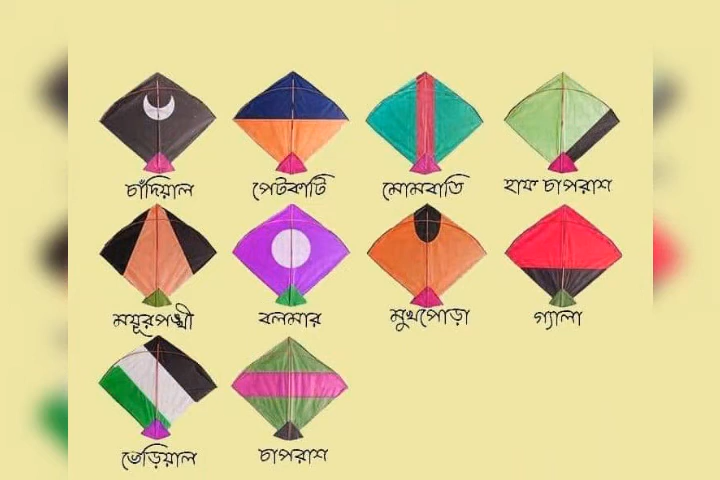 চাঁদিয়াল পেটকাটি মোমবাতি হাফ চাপরাশ
ময়ূরপঙ্খী বলমার মুখপোড়া গ্যালা
ভেড়িয়াল চাপরাশ